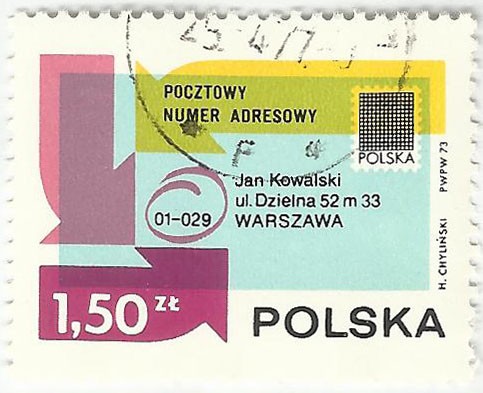 POCZTOWY
NUMER ADRESOWY
POLSKA
Jan Kowalski
ul. Dzielna 52 m 33
01-029 WARSZAWA
1,50 ZŁ
POLSKA
H. CHYLIŃSKI PWPW 73